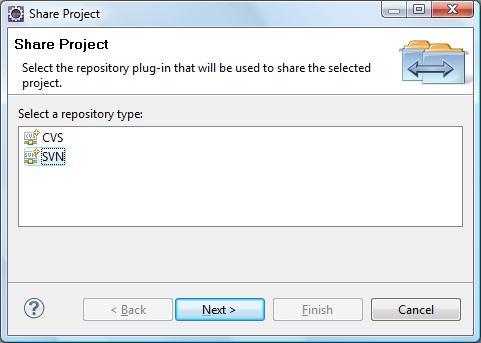 Share Project
Share Project
Select the repository plug-in that will be used to share the selected
project.
Select a repository type:
CVS
SVN
? < Back Next > Finish Cancel